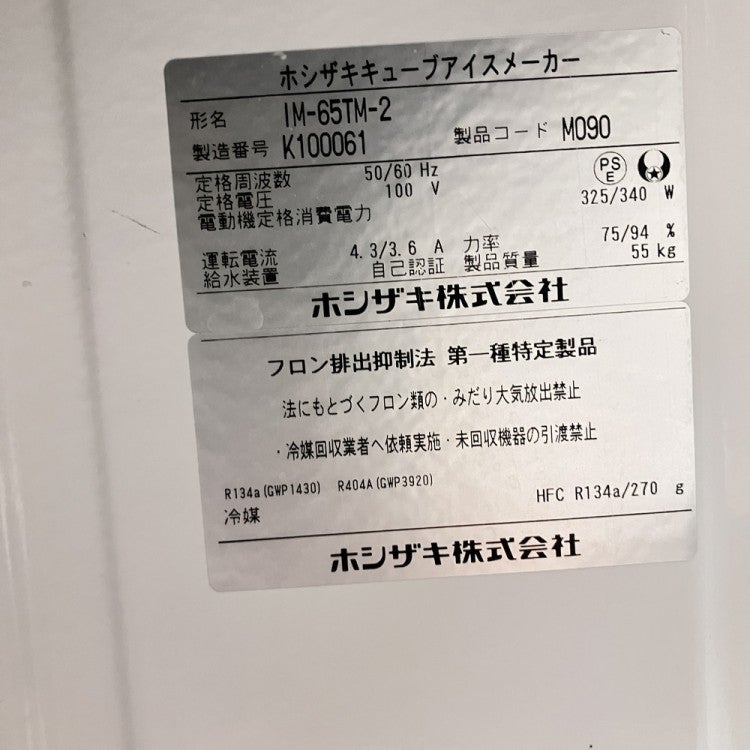 ホシザキキューブアイスメーカー
形名 IM-65TM-2
製造番号 K100061 製品コード M090
定格周波数 50/60 Hz
定格電圧 100 V
PS E
電動機定格消費電力 325/340 W
運転電流 4.3/3.6 A 力率 75/94 %
給水装置 自己認証 製品質量 55 kg
ホシザキ株式会社
フロン排出抑制法 第一種特定製品
法にもとづくフロン類の・みだり大気放出禁止
・冷媒回収業者へ依頼実施・未回収機器の引渡禁止
R134a(GWP1430) R404A(GWP3920)
冷媒 HFC R134a/270 g
ホシザキ株式会社